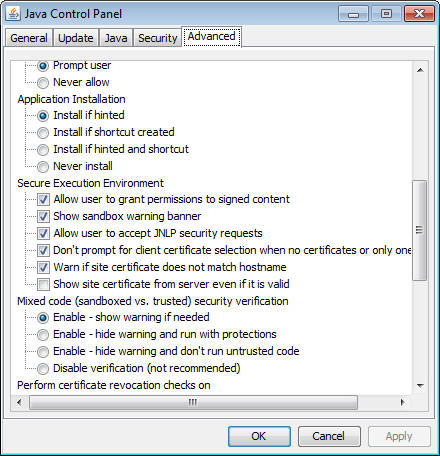 Java Control Panel
General Update Java Security Advanced
Prompt user
Never allow
Application Installation
Install if hinted
Install if shortcut created
Install if hinted and shortcut
Never install
Secure Execution Environment
Allow user to grant permissions to signed content
Show sandbox warning banner
Allow user to accept JNLP security requests
Don't prompt for client certificate selection when no certificates or only one
Warn if site certificate does not match hostname
Show site certificate from server even if it is valid
Mixed code (sandboxed vs. trusted) security verification
Enable - show warning if needed
Enable - hide warning and run with protections
Enable - hide warning and don't run untrusted code
Disable verification (not recommended)
Perform certificate revocation checks on
OK Cancel Apply